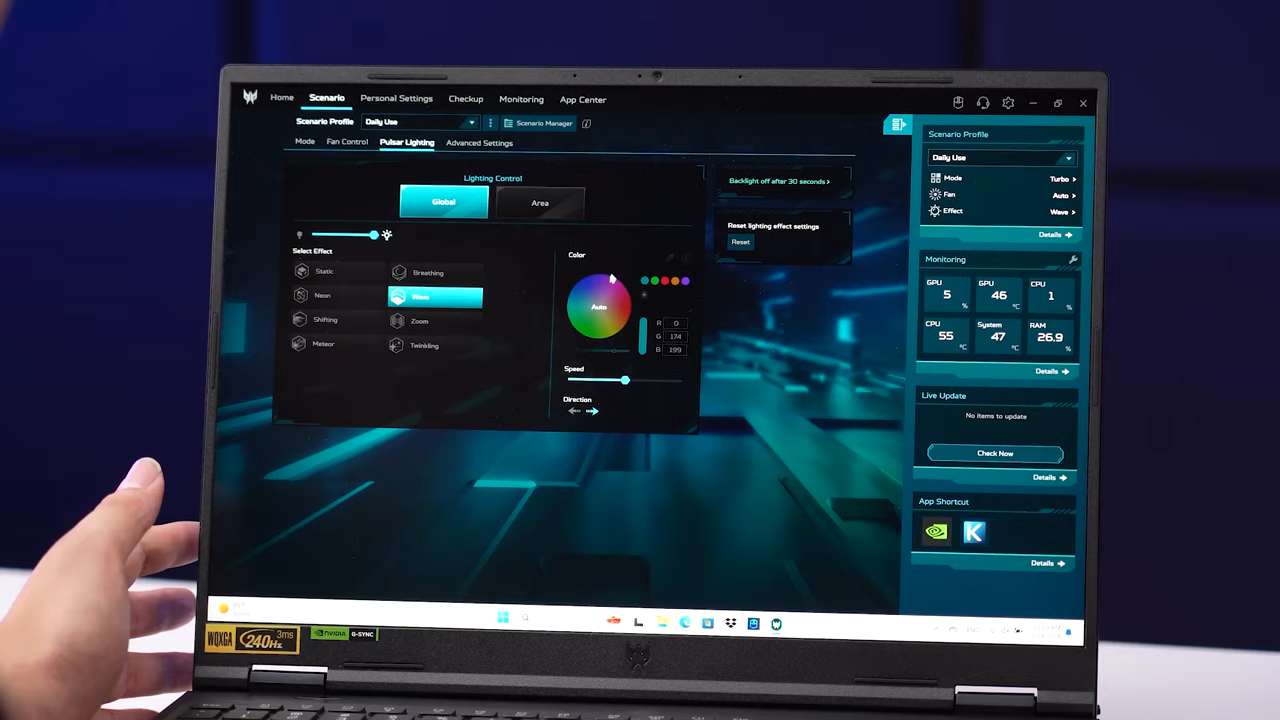 Home Scenario Personal Settings Checkup Monitoring App Center
Scenario Profile Daily Use Scenario Manager
Mode Fan Control Pulsar Lighting Advanced Settings
Lighting Control
Global Area
Select Effect
Static Breathing
Neon Wave
Shifting Zoom
Meteor Twinkling
Color
Auto
R 0
G 174
B 199
Speed
Direction
Backlight off after 30 seconds >
Reset lighting effect settings
Reset
Scenario Profile
Daily Use
Mode Turbo >
Fan Auto >
Effect Wave >
Details
Monitoring
GPU GPU CPU
5 % 46 °C 1 %
CPU System RAM
55 °C 47 °C 26.9 %
Details
Live Update
No items to update
Check Now
Details
App Shortcut
K
Details
WQXGA 240Hz 3ms
NVIDIA G-SYNC